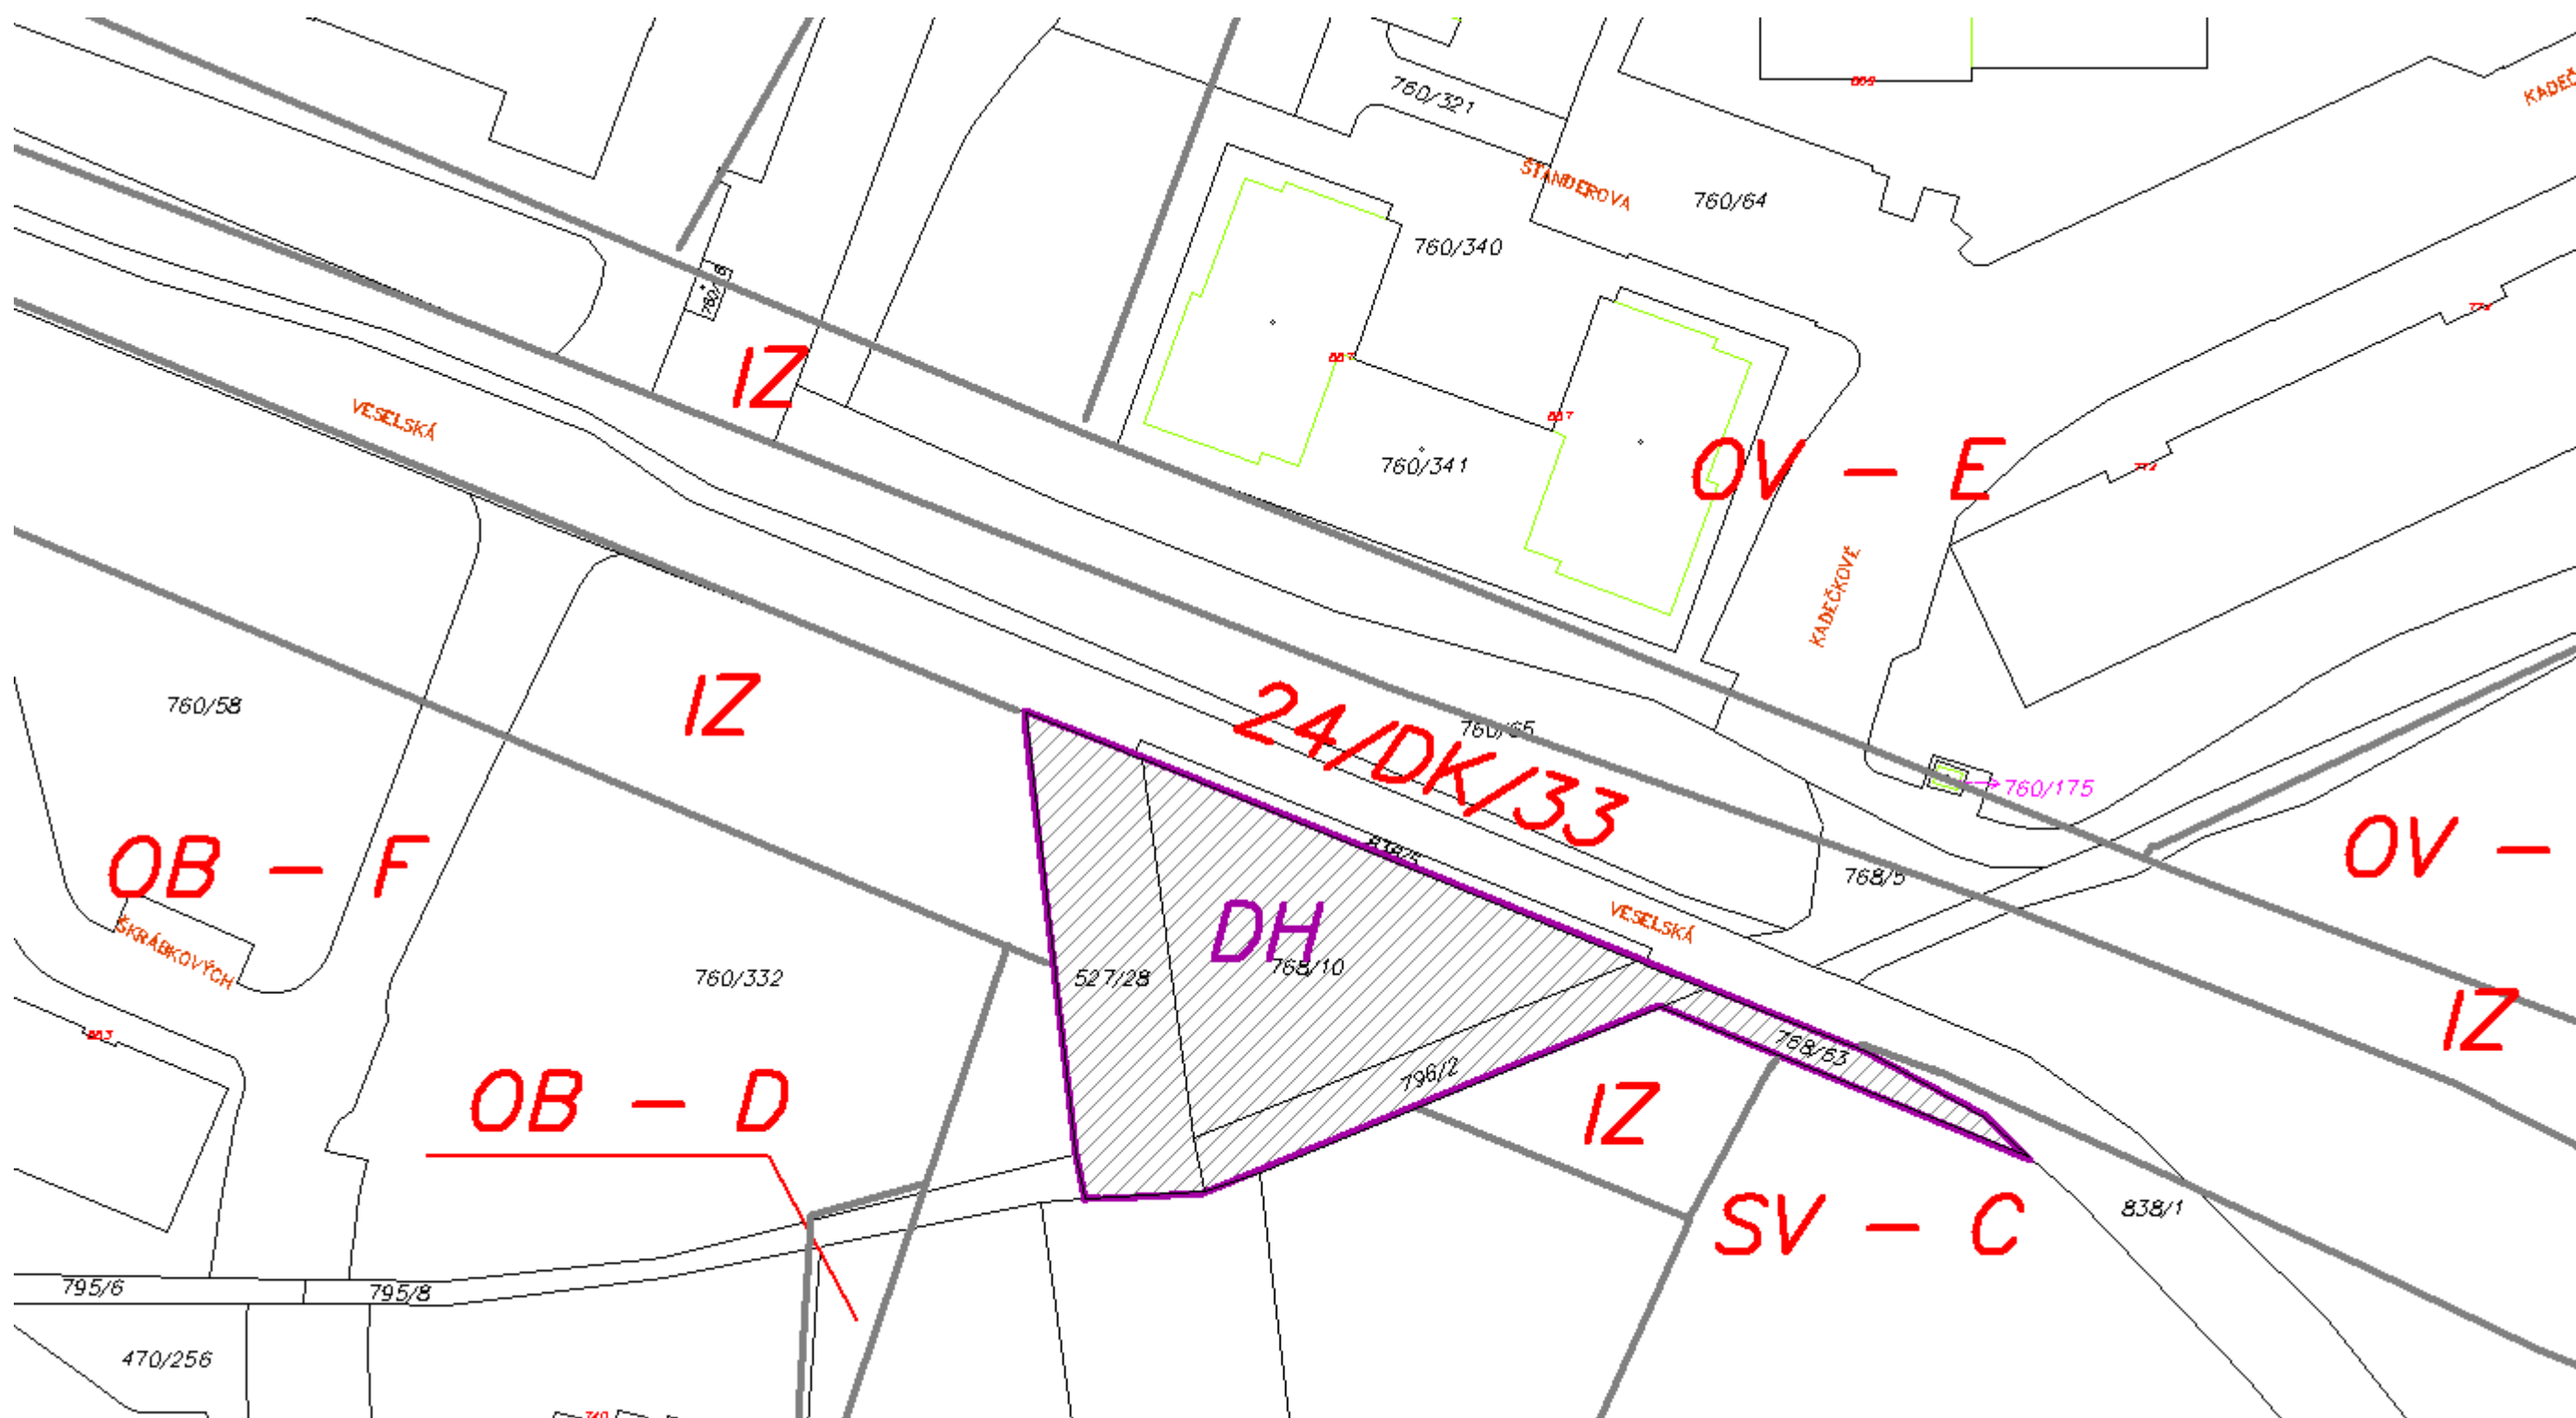 KADEČ
760/321
ŠTANDEROVA
760/64
760/340
IZ
VESELSKÁ
760/341
OV - E
KADEČKOVÉ
760/58
IZ
24/DK/33
760/65
760/175
OB - F
ŠKRÁBKOVÝCH
OV -
768/5
DH
VESELSKÁ
760/332
527/28
768/10
IZ
768/63
796/2
OB - D
IZ
SV - C
838/1
795/6
795/8
470/256